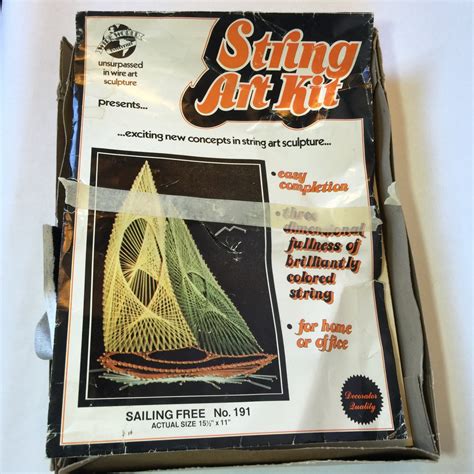 String
Art Kit
unsurpassed
in wire art
sculpture
presents...
...exciting new concepts in string art sculpture...
• easy
completion
• three
dimensional
fullness of
brilliantly
colored
string
• for home
or office
SAILING FREE No. 191
ACTUAL SIZE 15½" x 11"
Decorator
Quality